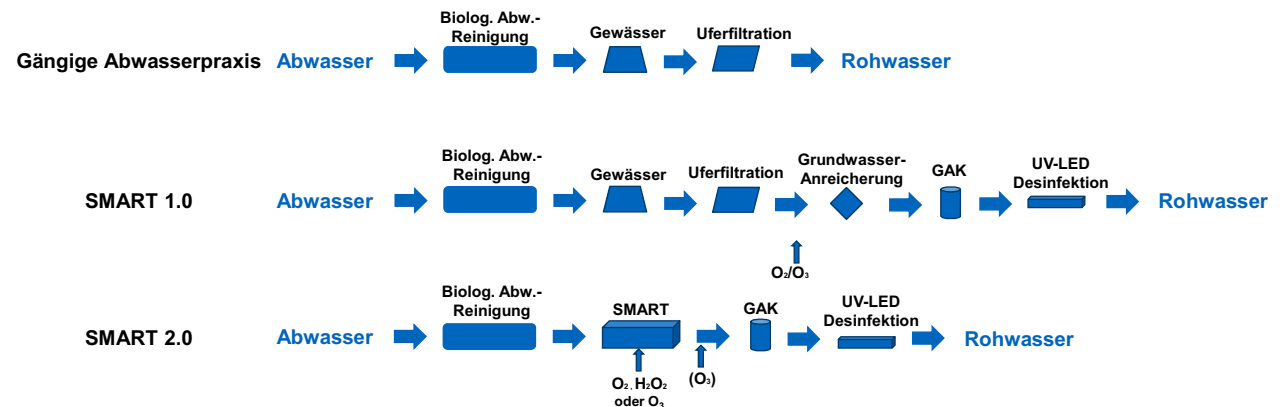 Biolog. Abw.-
Reinigung
Gewässer
Uferfiltration
Gängige Abwasserpraxis
Abwasser
Rohwasser
Biolog. Abw.-
Reinigung
Gewässer
Uferfiltration
Grundwasser-
Anreicherung
GAK
UV-LED
Desinfektion
SMART 1.0
Abwasser
Rohwasser
O₂/O₃
Biolog. Abw.-
Reinigung
SMART
GAK
UV-LED
Desinfektion
SMART 2.0
Abwasser
Rohwasser
O₂, H₂O₂
oder O₃
(O₃)